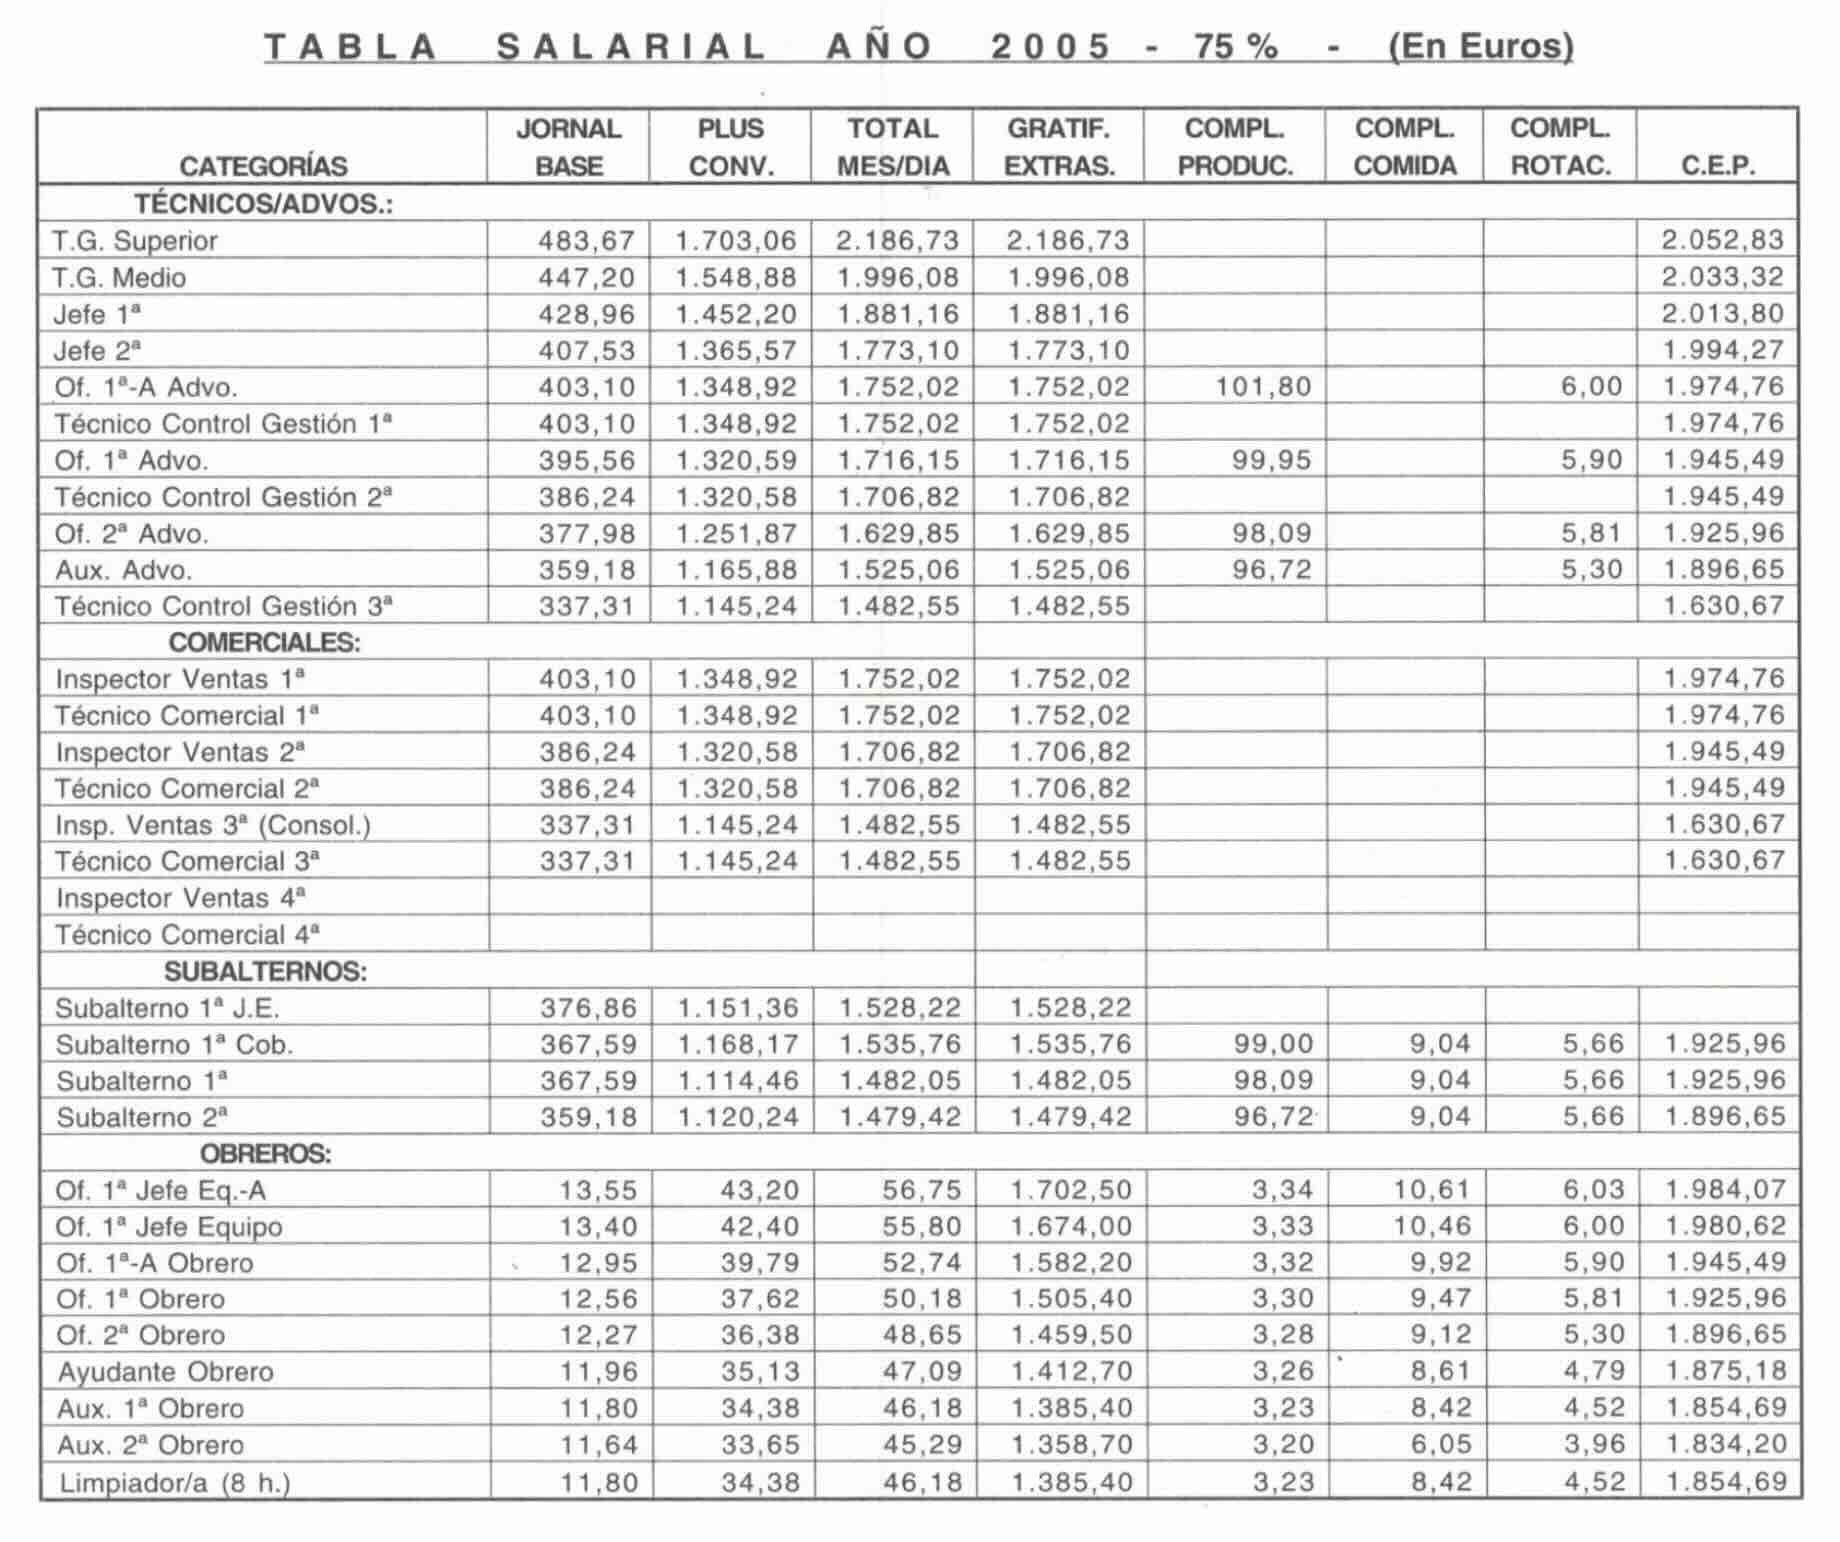 TABLA SALARIAL AÑO 2005 - 75% - (En Euros)
CATEGORÍAS JORNAL BASE PLUS CONV. TOTAL MES/DIA GRATIF. EXTRAS. COMPL. PRODUC. COMPL. COMIDA COMPL. ROTAC. C.E.P.
TÉCNICOS/ADVOS.:
T.G. Superior 483,67 1.703,06 2.186,73 2.186,73 2.052,83
T.G. Medio 447,20 1.548,88 1.996,08 1.996,08 2.033,32
Jefe 1ª 428,96 1.452,20 1.881,16 1.881,16 2.013,80
Jefe 2ª 407,53 1.365,57 1.773,10 1.773,10 1.994,27
Of. 1ª-A Advo. 403,10 1.348,92 1.752,02 1.752,02 101,80 6,00 1.974,76
Técnico Control Gestión 1ª 403,10 1.348,92 1.752,02 1.752,02 1.974,76
Of. 1ª Advo. 395,56 1.320,59 1.716,15 1.716,15 99,95 5,90 1.945,49
Técnico Control Gestión 2ª 386,24 1.320,58 1.706,82 1.706,82 1.945,49
Of. 2ª Advo. 377,98 1.251,87 1.629,85 1.629,85 98,09 5,81 1.925,96
Aux. Advo. 359,18 1.165,88 1.525,06 1.525,06 96,72 5,30 1.896,65
Técnico Control Gestión 3ª 337,31 1.145,24 1.482,55 1.482,55 1.630,67
COMERCIALES:
Inspector Ventas 1ª 403,10 1.348,92 1.752,02 1.752,02 1.974,76
Técnico Comercial 1ª 403,10 1.348,92 1.752,02 1.752,02 1.974,76
Inspector Ventas 2ª 386,24 1.320,58 1.706,82 1.706,82 1.945,49
Técnico Comercial 2ª 386,24 1.320,58 1.706,82 1.706,82 1.945,49
Insp. Ventas 3ª (Consol.) 337,31 1.145,24 1.482,55 1.482,55 1.630,67
Técnico Comercial 3ª 337,31 1.145,24 1.482,55 1.482,55 1.630,67
Inspector Ventas 4ª
Técnico Comercial 4ª
SUBALTERNOS:
Subalterno 1ª J.E. 376,86 1.151,36 1.528,22 1.528,22
Subalterno 1ª Cob. 367,59 1.168,17 1.535,76 1.535,76 99,00 9,04 5,66 1.925,96
Subalterno 1ª 367,59 1.114,46 1.482,05 1.482,05 98,09 9,04 5,66 1.925,96
Subalterno 2ª 359,18 1.120,24 1.479,42 1.479,42 96,72 9,04 5,66 1.896,65
OBREROS:
Of. 1ª Jefe Eq.-A 13,55 43,20 56,75 1.702,50 3,34 10,61 6,03 1.984,07
Of. 1ª Jefe Equipo 13,40 42,40 55,80 1.674,00 3,33 10,46 6,00 1.980,62
Of. 1ª-A Obrero 12,95 39,79 52,74 1.582,20 3,32 9,92 5,90 1.945,49
Of. 1ª Obrero 12,56 37,62 50,18 1.505,40 3,30 9,47 5,81 1.925,96
Of. 2ª Obrero 12,27 36,38 48,65 1.459,50 3,28 9,12 5,30 1.896,65
Ayudante Obrero 11,96 35,13 47,09 1.412,70 3,26 8,61 4,79 1.875,18
Aux. 1ª Obrero 11,80 34,38 46,18 1.385,40 3,23 8,42 4,52 1.854,69
Aux. 2ª Obrero 11,64 33,65 45,29 1.358,70 3,20 6,05 3,96 1.834,20
Limpiador/a (8 h.) 11,80 34,38 46,18 1.385,40 3,23 8,42 4,52 1.854,69